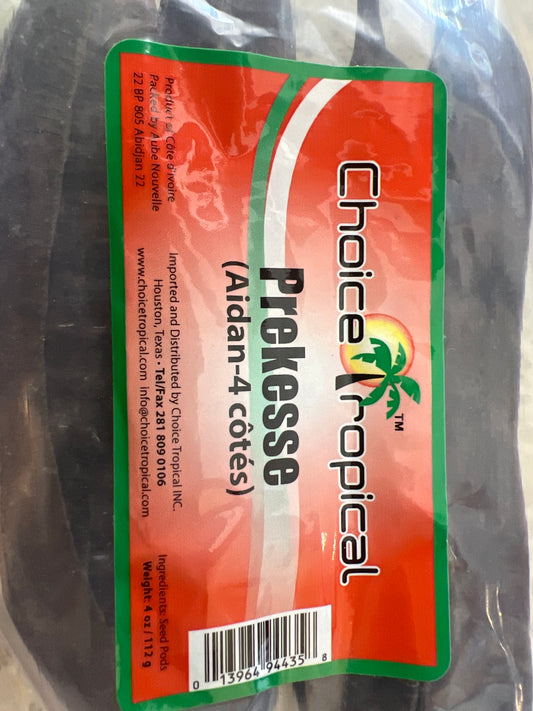 Choice Tropical™
Prekesse
(Aidan-4 côtés)
Product of Côte d'Ivoire
Packed by Aube Nouvelle
22 BP 805 Abidjan 22
Imported and Distributed by Choice Tropical INC.
Houston, Texas • Tel/Fax 281 809 0106
www.choicetropical.com info@choicetropical.com
Ingredients: Seed Pods
Weight: 4 oz / 112 g
0 13964 94435 8